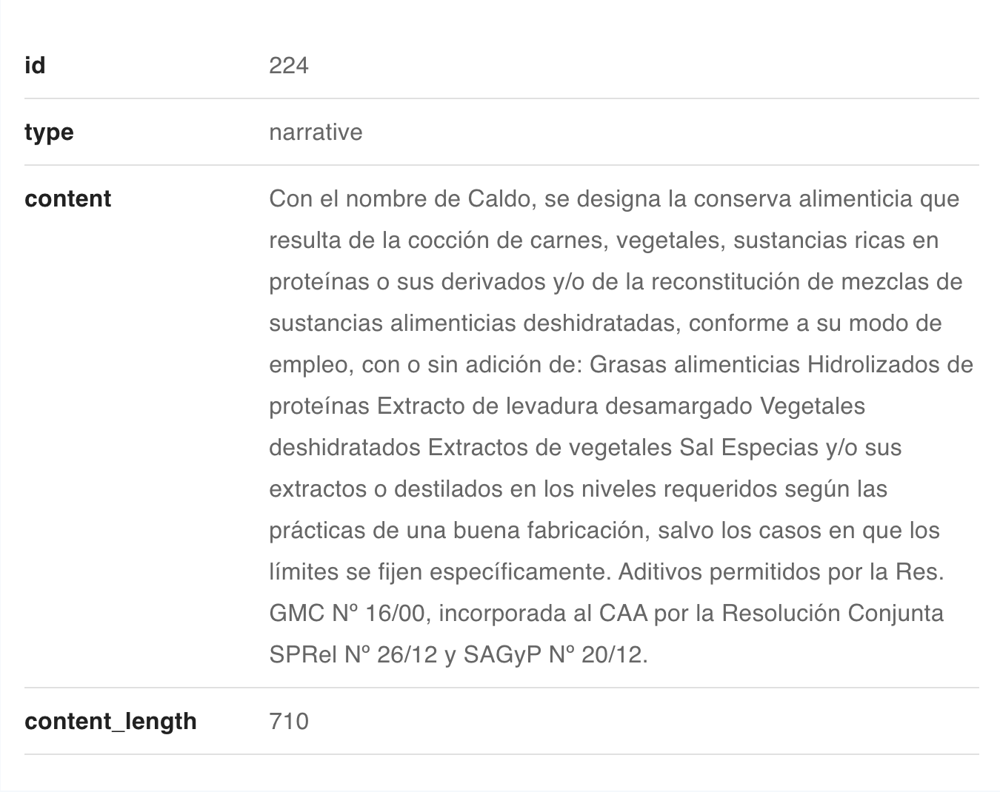 id 224
type narrative
content Con el nombre de Caldo, se designa la conserva alimenticia que
resulta de la cocción de carnes, vegetales, sustancias ricas en
proteínas o sus derivados y/o de la reconstitución de mezclas de
sustancias alimenticias deshidratadas, conforme a su modo de
empleo, con o sin adición de: Grasas alimenticias Hidrolizados de
proteínas Extracto de levadura desamargado Vegetales
deshidratados Extractos de vegetales Sal Especias y/o sus
extractos o destilados en los niveles requeridos según las
prácticas de una buena fabricación, salvo los casos en que los
límites se fijen específicamente. Aditivos permitidos por la Res.
GMC Nº 16/00, incorporada al CAA por la Resolución Conjunta
SPReI Nº 26/12 y SAGyP Nº 20/12.
content_length 710